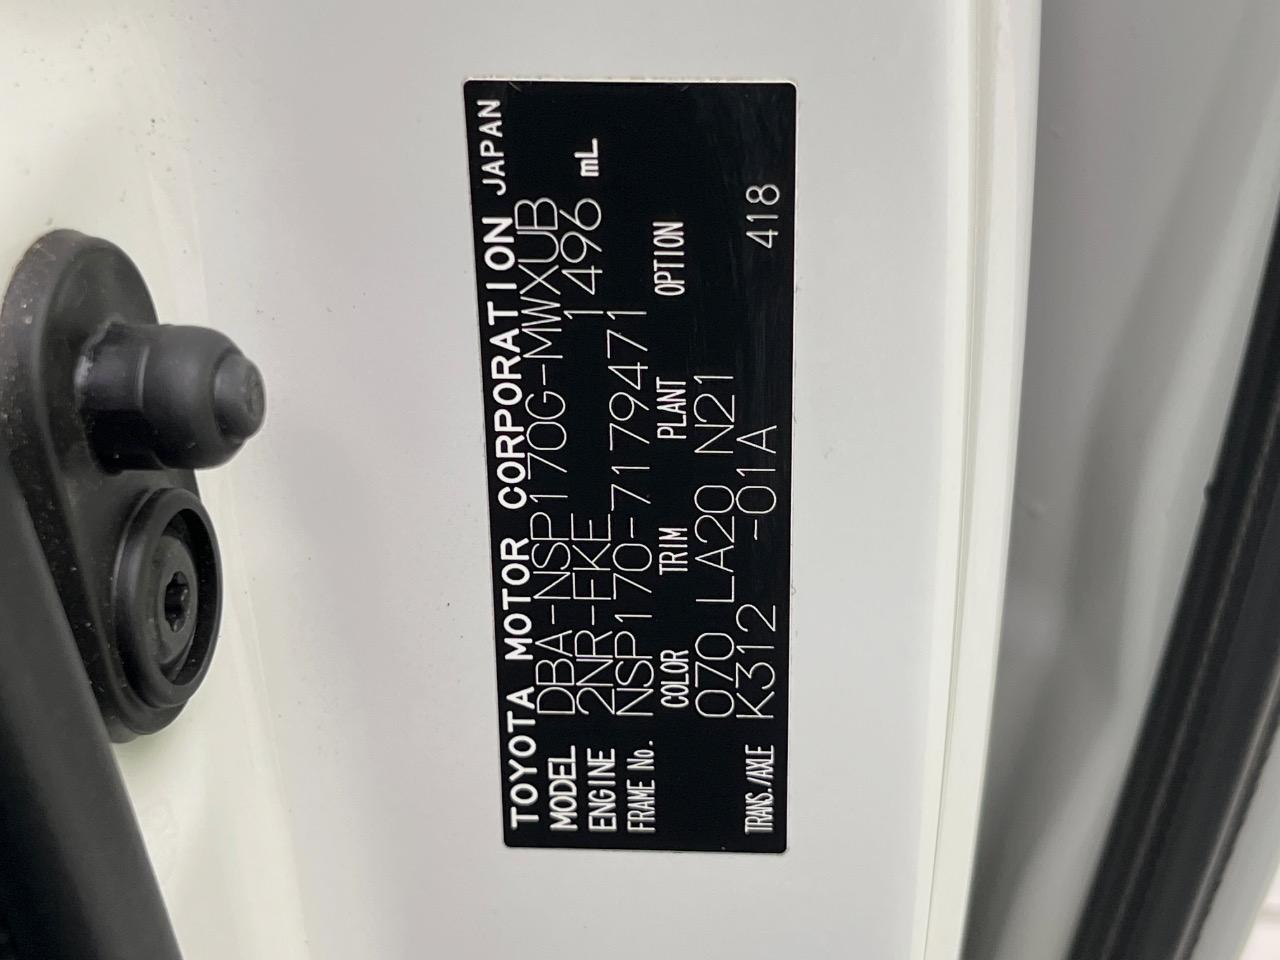 TOYOTA MOTOR CORPORATION JAPAN
MODEL DBA-NSP170G-MWXUB
ENGINE 2NR-FKE 1496 mL
FRAME No. NSP170-7179471
COLOR TRIM PLANT OPTION
070 LA20 N21
TRANS./AXLE K312 -01A 418